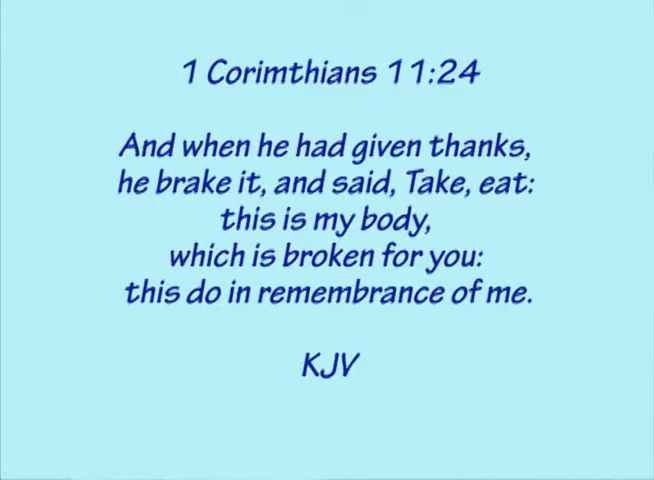 1 Corimthians 11:24
And when he had given thanks,
he brake it, and said, Take, eat:
this is my body,
which is broken for you:
this do in remembrance of me.
KJV